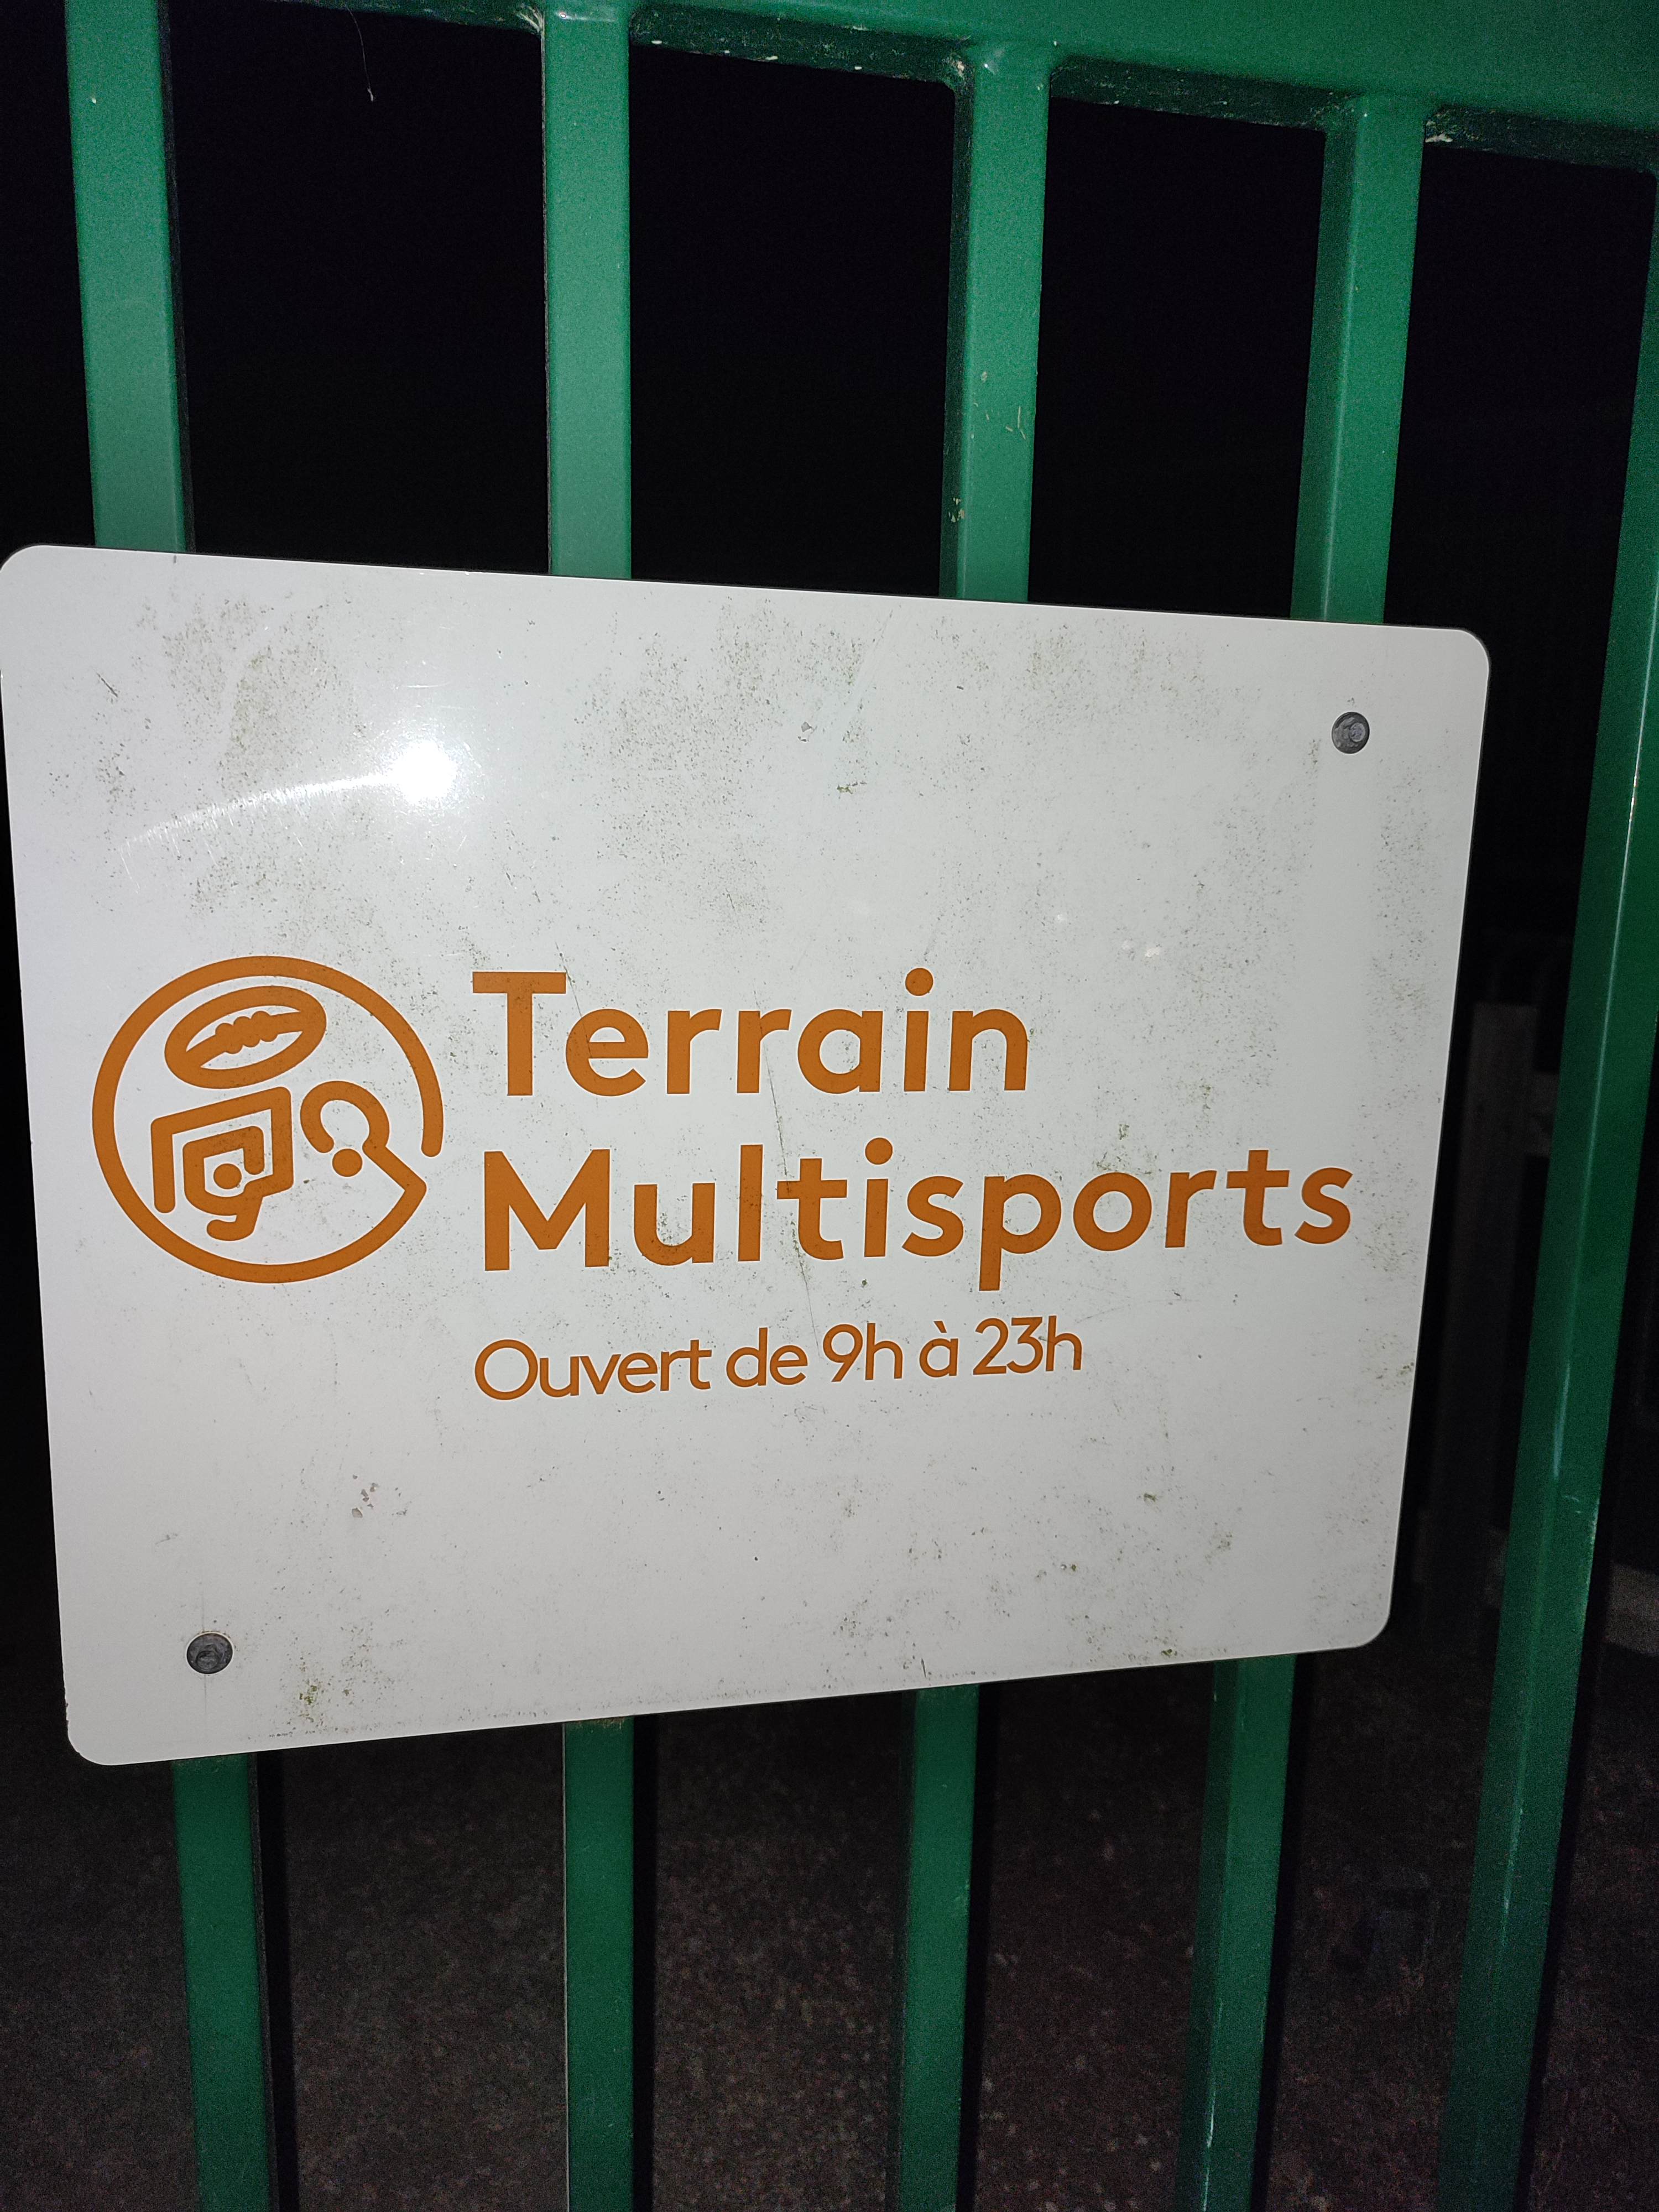 Terrain
Multisports
Ouvert de 9h à 23h